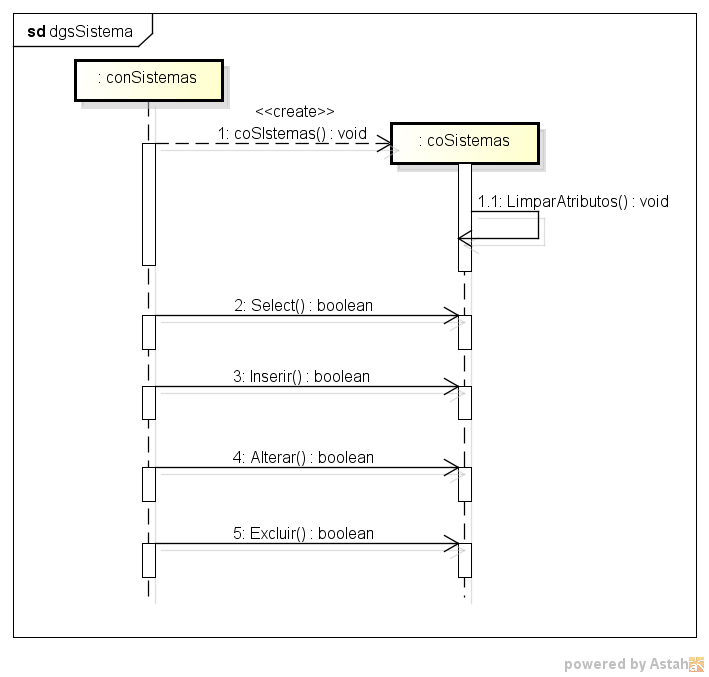 sd dgsSistema
: conSistemas
<<create>>
1: coSIstemas() : void
: coSistemas
1.1: LimparAtributos() : void
2: Select() : boolean
3: Inserir() : boolean
4: Alterar() : boolean
5: Excluir() : boolean
powered by Astah